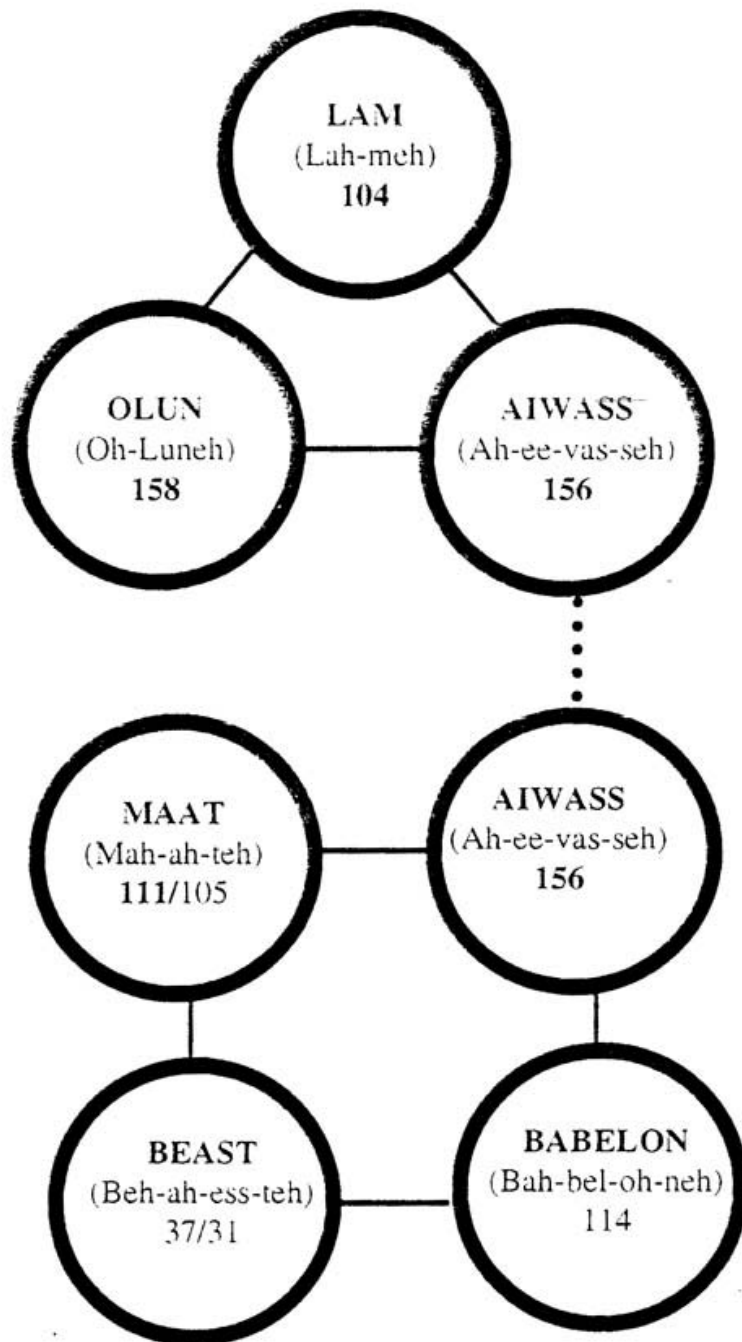 LAM
(Lah-meh)
104
OLUN
(Oh-Luneh)
158
AIWASS
(Ah-ee-vas-seh)
156
MAAT
(Mah-ah-teh)
111/105
AIWASS
(Ah-ee-vas-seh)
156
BEAST
(Beh-ah-ess-teh)
37/31
BABELON
(Bah-bel-oh-neh)
114